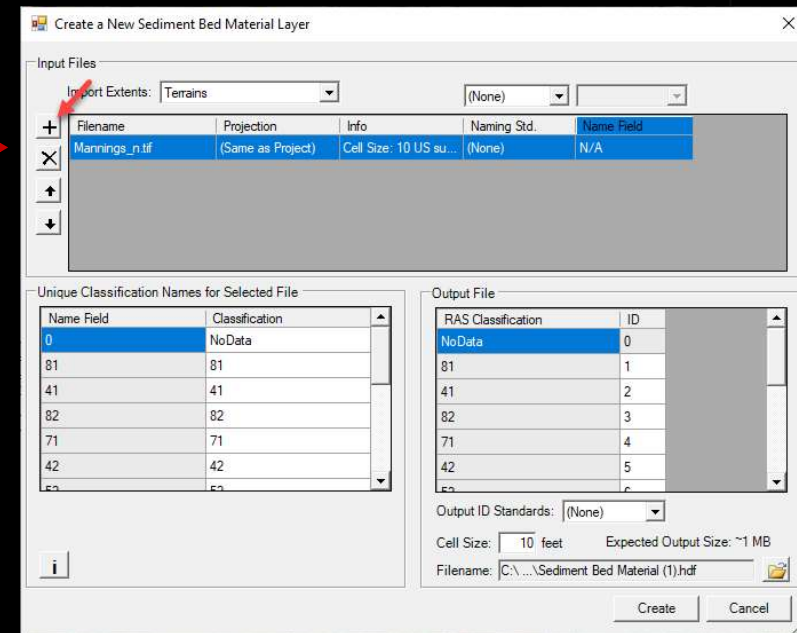 Create a New Sediment Bed Material Layer
Input Files
Import Extents: Terrains (None)
Filename Projection Info Naming Std. Name Field
Mannings_n.tif (Same as Project) Cell Size: 10 US su... (None) N/A
Unique Classification Names for Selected File
Name Field Classification
0 NoData
81 81
41 41
82 82
71 71
42 42
52 52
i
Output File
RAS Classification ID
NoData 0
81 1
41 2
82 3
71 4
42 5
52 6
Output ID Standards: (None)
Cell Size: 10 feet Expected Output Size: ~1 MB
Filename: C:\ ...\Sediment Bed Material (1).hdf
Create Cancel